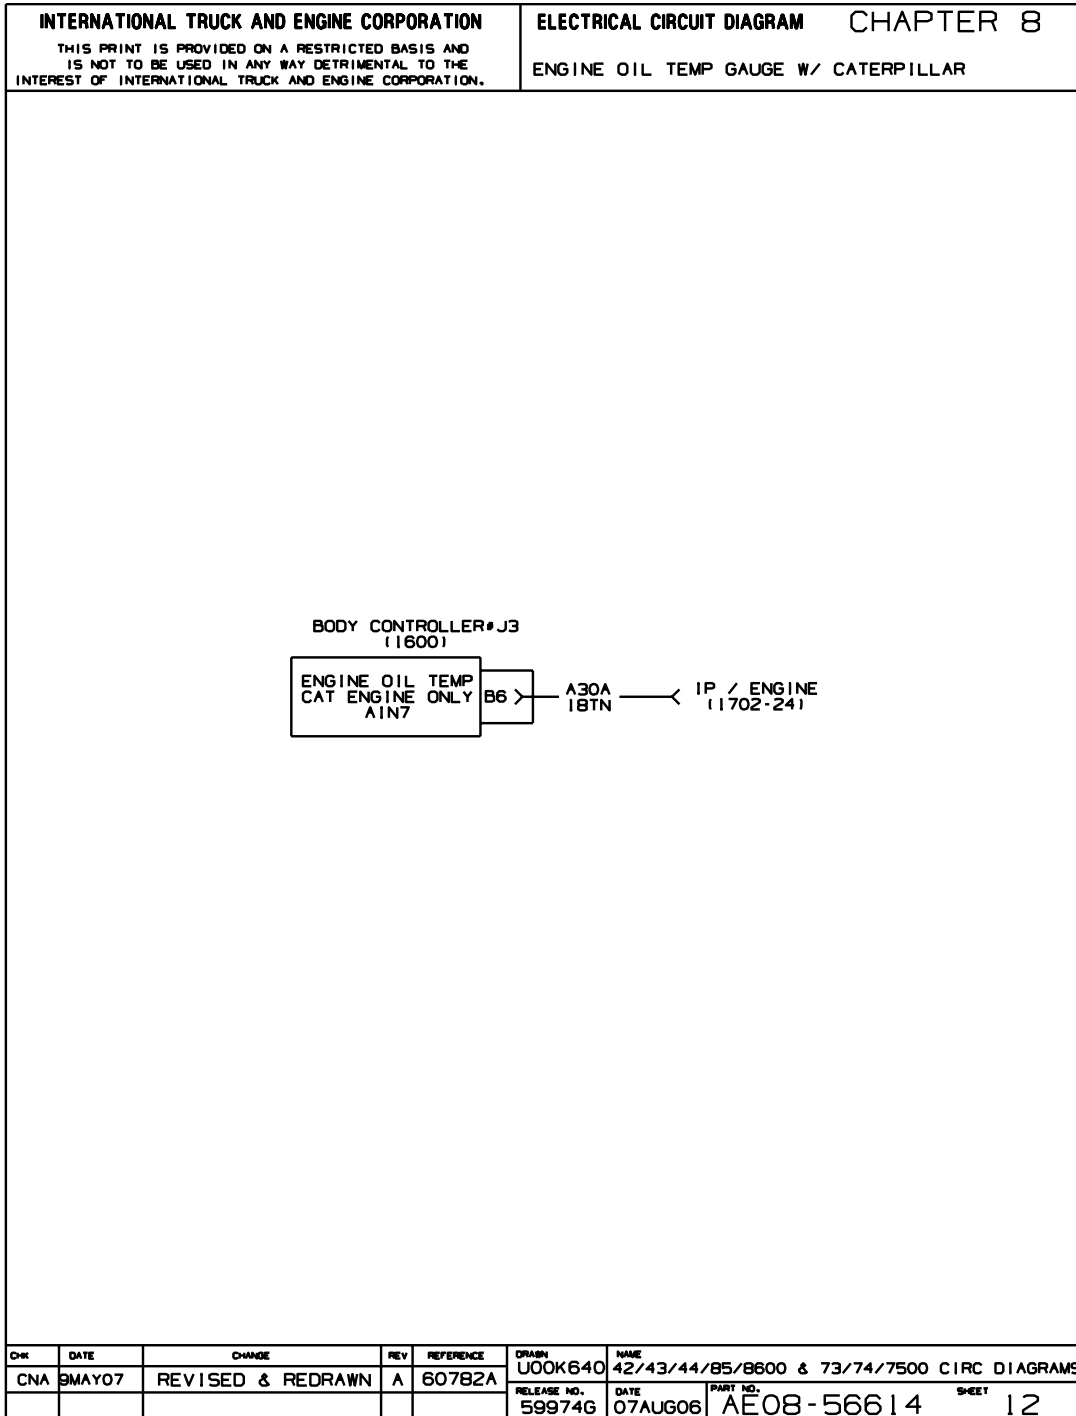 INTERNATIONAL TRUCK AND ENGINE CORPORATION
THIS PRINT IS PROVIDED ON A RESTRICTED BASIS AND
IS NOT TO BE USED IN ANY WAY DETRIMENTAL TO THE
INTEREST OF INTERNATIONAL TRUCK AND ENGINE CORPORATION.
ELECTRICAL CIRCUIT DIAGRAM CHAPTER 8
ENGINE OIL TEMP GAUGE W/ CATERPILLAR
BODY CONTROLLER#J3
(1600)
ENGINE OIL TEMP
CAT ENGINE ONLY
AIN7
B6
A30A
18TN
IP / ENGINE
(1702-24)
CHK DATE CHANGE REV REFERENCE
CNA 9MAY07 REVISED & REDRAWN A 60782A
DRAWN
U00K640
NAME
42/43/44/85/8600 & 73/74/7500 CIRC DIAGRAMS
RELEASE NO.
59974G
DATE
07AUG06
PART NO.
AE08-56614
SHEET
12